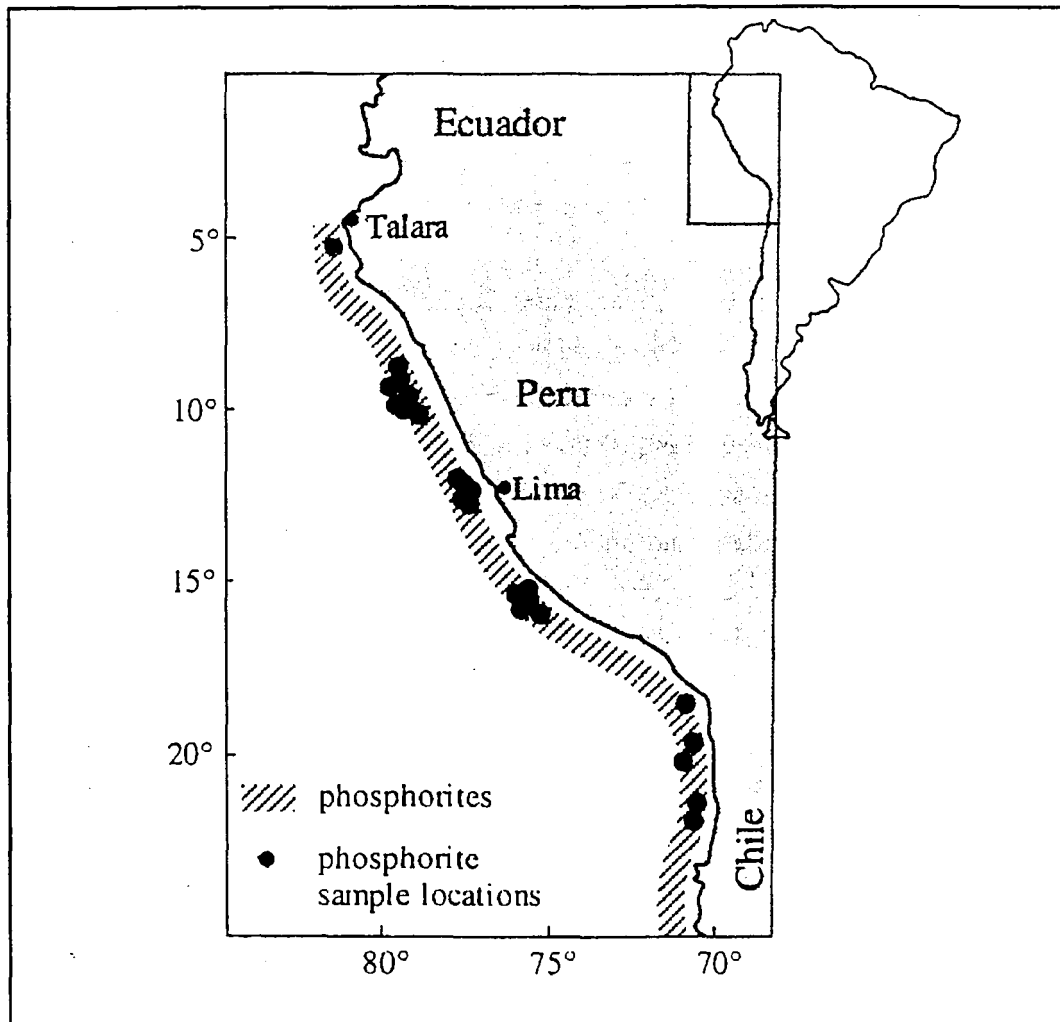 Ecuador
Talara
5°
Peru
10°
Lima
15°
20°
phosphorites
phosphorite
sample locations
Chile
80°
75°
70°